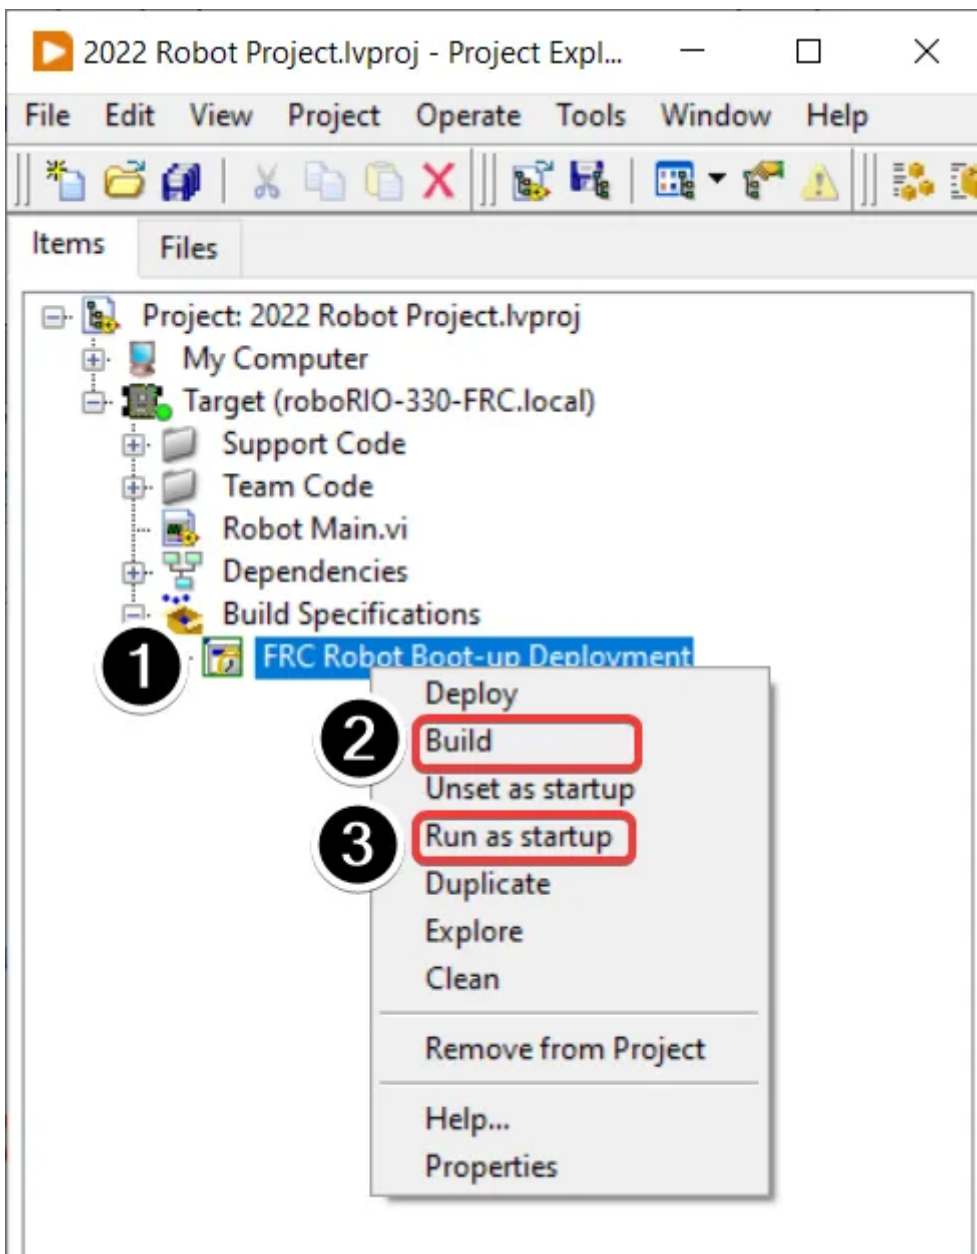 2022 Robot Project.lvproj - Project Expl...
File Edit View Project Operate Tools Window Help
Items Files
Project: 2022 Robot Project.lvproj
My Computer
Target (roboRIO-330-FRC.local)
Support Code
Team Code
Robot Main.vi
Dependencies
Build Specifications
1 FRC Robot Boot-up Deployment
Deploy
2 Build
Unset as startup
3 Run as startup
Duplicate
Explore
Clean
Remove from Project
Help...
Properties